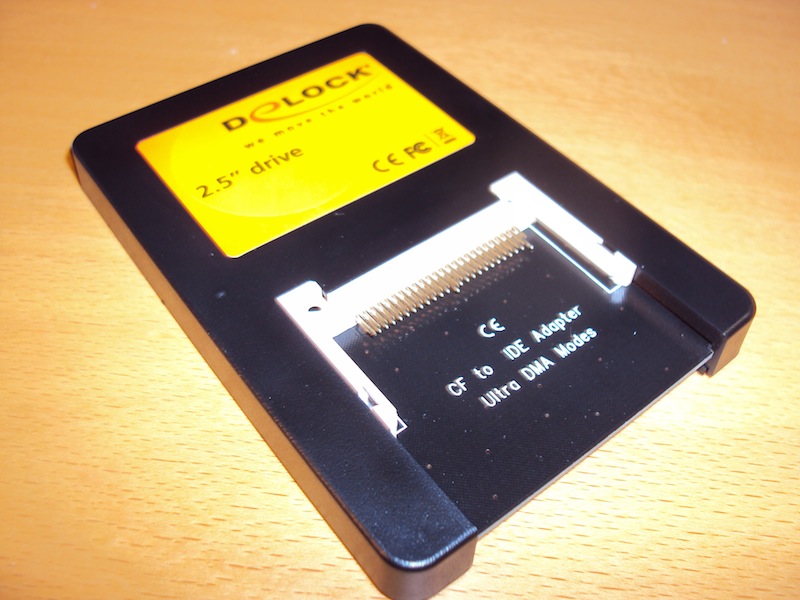 DeLOCK
we move the world
2.5" drive
CE FC
CE
CF to IDE Adapter
Ultra DMA Modes